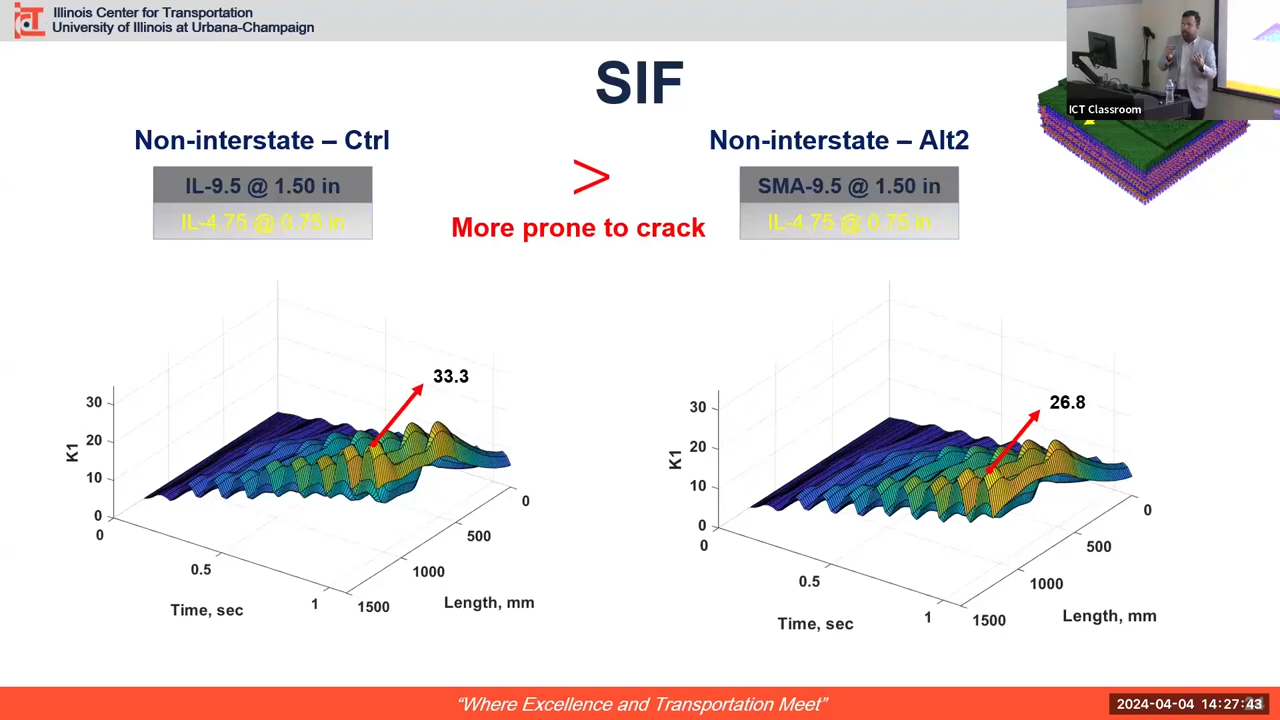 ICT
Illinois Center for Transportation
University of Illinois at Urbana-Champaign
ICT Classroom
SIF
Non-interstate – Ctrl
IL-9.5 @ 1.50 in
IL-4.75 @ 0.75 in
>
More prone to crack
Non-interstate – Alt2
SMA-9.5 @ 1.50 in
IL-4.75 @ 0.75 in
33.3
30
20
10
0
K1
0
0.5
1
Time, sec
0
500
1000
1500
Length, mm
26.8
30
20
10
0
K1
0
0.5
1
Time, sec
0
500
1000
1500
Length, mm
“Where Excellence and Transportation Meet”
2024-04-04 14:27:43